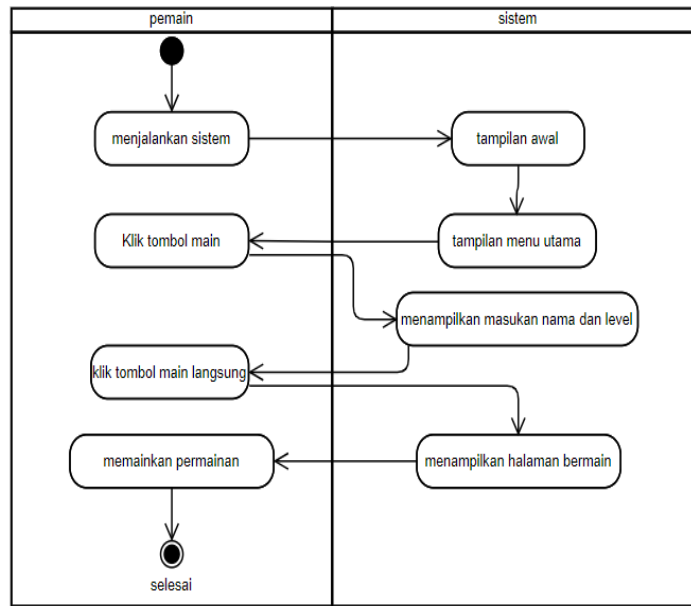 pemain
sistem
menjalankan sistem
tampilan awal
Klik tombol main
tampilan menu utama
menampilkan masukan nama dan level
klik tombol main langsung
memainkan permainan
menampilkan halaman bermain
selesai